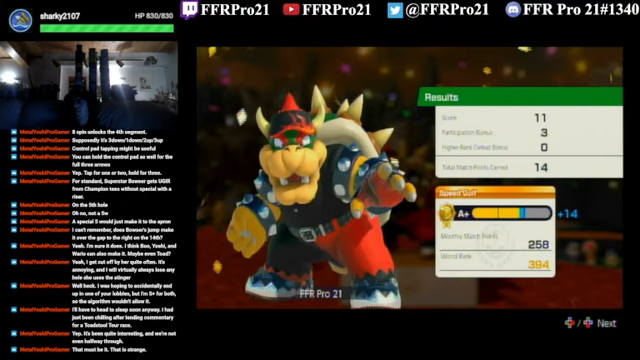 sharky2107
HP 830/830
FFRPro21
FFRPro21
@FFRPro21
FFR Pro 21#1340
MetalYoshiProGamer 8 spin unlocks the 4th segment.
MetalYoshiProGamer Supposedly it's 3down/1down/2up/3up
MetalYoshiProGamer Control pad tapping might be useful
MetalYoshiProGamer You can hold the control pad as well for the full three arrows
MetalYoshiProGamer Yep. Tap for one or two, hold for three.
MetalYoshiProGamer For standard, Superstar Bowser gets UGIR from Champion tees without special with a riser.
MetalYoshiProGamer On the 5th hole
MetalYoshiProGamer Oh no, not a 5w
MetalYoshiProGamer A special 5 would just make it to the apron
MetalYoshiProGamer I can't remember, does Bowser's jump make it over the gap to the right on the 14th?
MetalYoshiProGamer Yeah. I'm sure it does. I think Boo, Yoshi, and Wario can also make it. Maybe even Toad?
MetalYoshiProGamer Yeah, I get cut off by her quite often. It's annoying, and I will virtually always lose any hole she uses the stinger
MetalYoshiProGamer Well heck. I was hoping to accidentally end up in one of your lobbies, but I'm S+ for both, so the algorithm wouldn't allow it.
MetalYoshiProGamer I'll have to head to sleep soon anyway. I had just been chilling after lending commentary for a Toadstool Tour race.
MetalYoshiProGamer Yep. It's been quite interesting, and we're not even halfway through.
MetalYoshiProGamer That must be it. That is strange.
Results
Score 11
Participation Bonus 3
Higher-Rank Defeat Bonus 0
Total Match Points Earned 14
Speed Golf
A+ +14
Monthly Match Points
258
World Rank
394
FFR Pro 21
/ Next